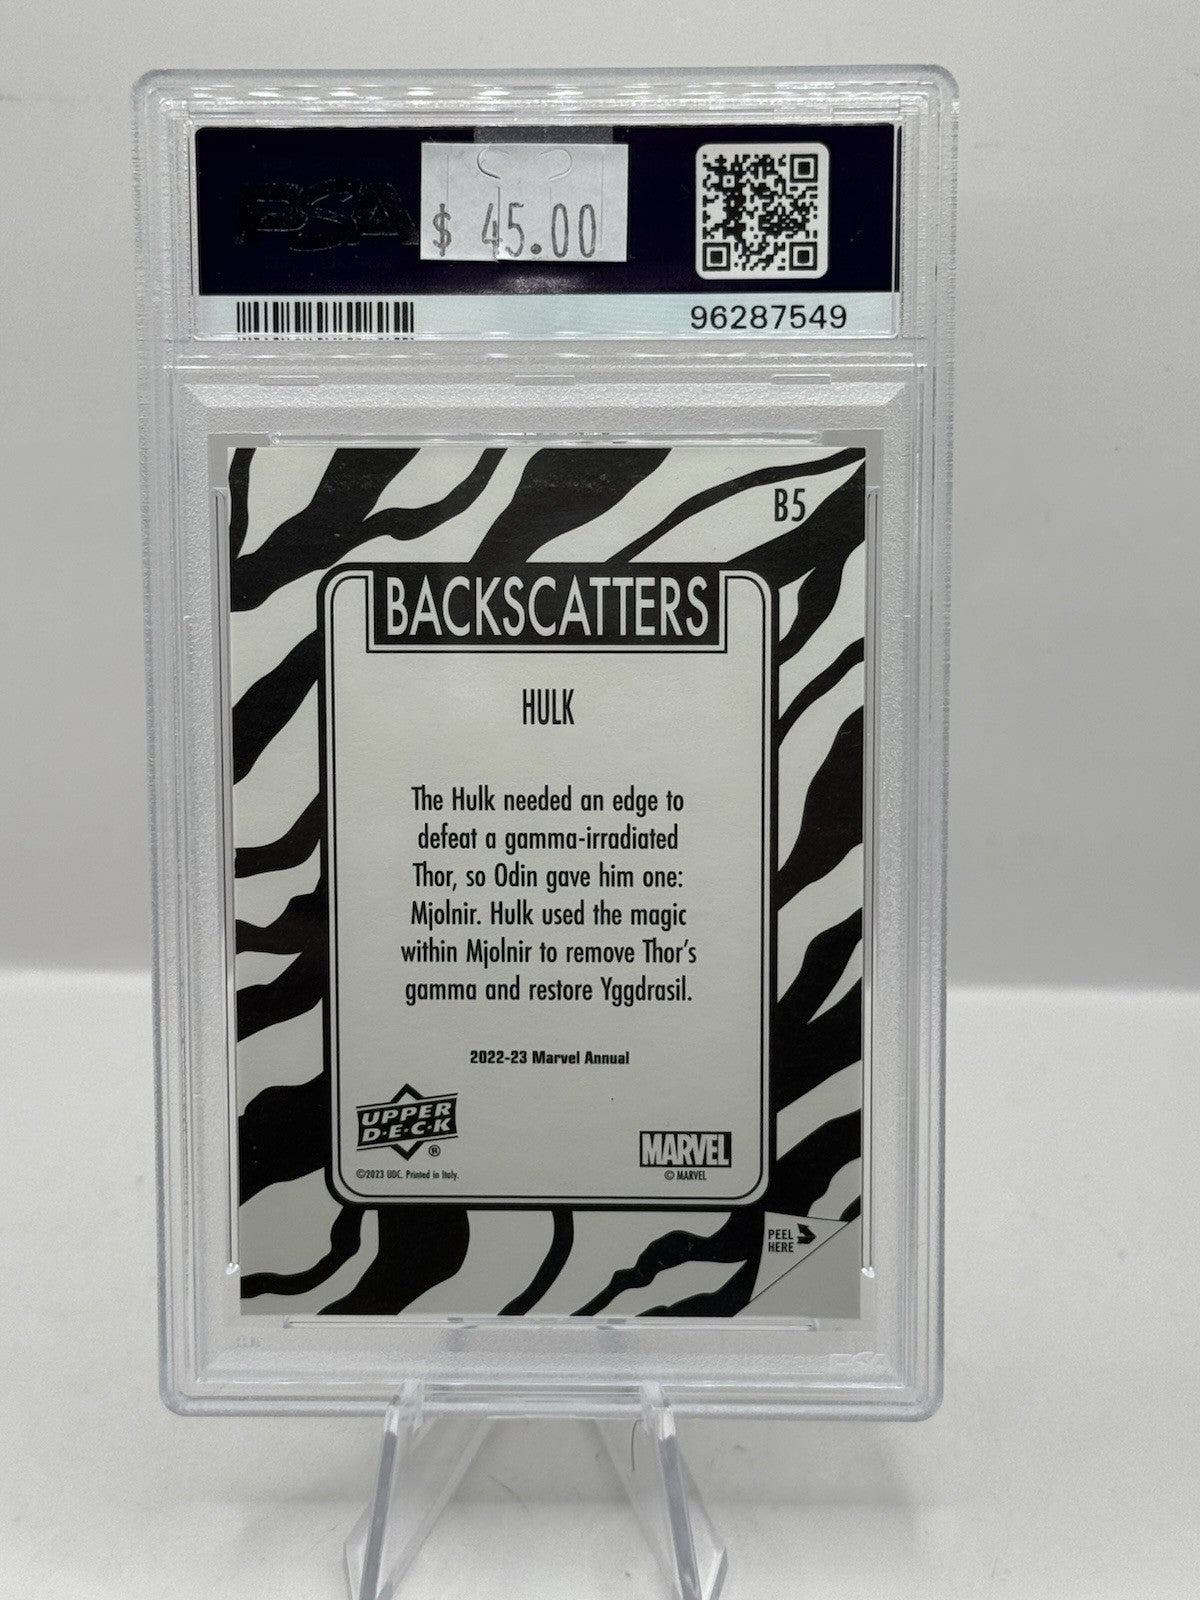 PSA
$ 45.00
96287549
B5
BACKSCATTERS
HULK
The Hulk needed an edge to
defeat a gamma-irradiated
Thor, so Odin gave him one:
Mjolnir. Hulk used the magic
within Mjolnir to remove Thor's
gamma and restore Yggdrasil.
2022-23 Marvel Annual
UPPER
D•E•C•K
®
MARVEL
©2023 UDC. Printed in Italy.
© MARVEL
PEEL
HERE
PSA